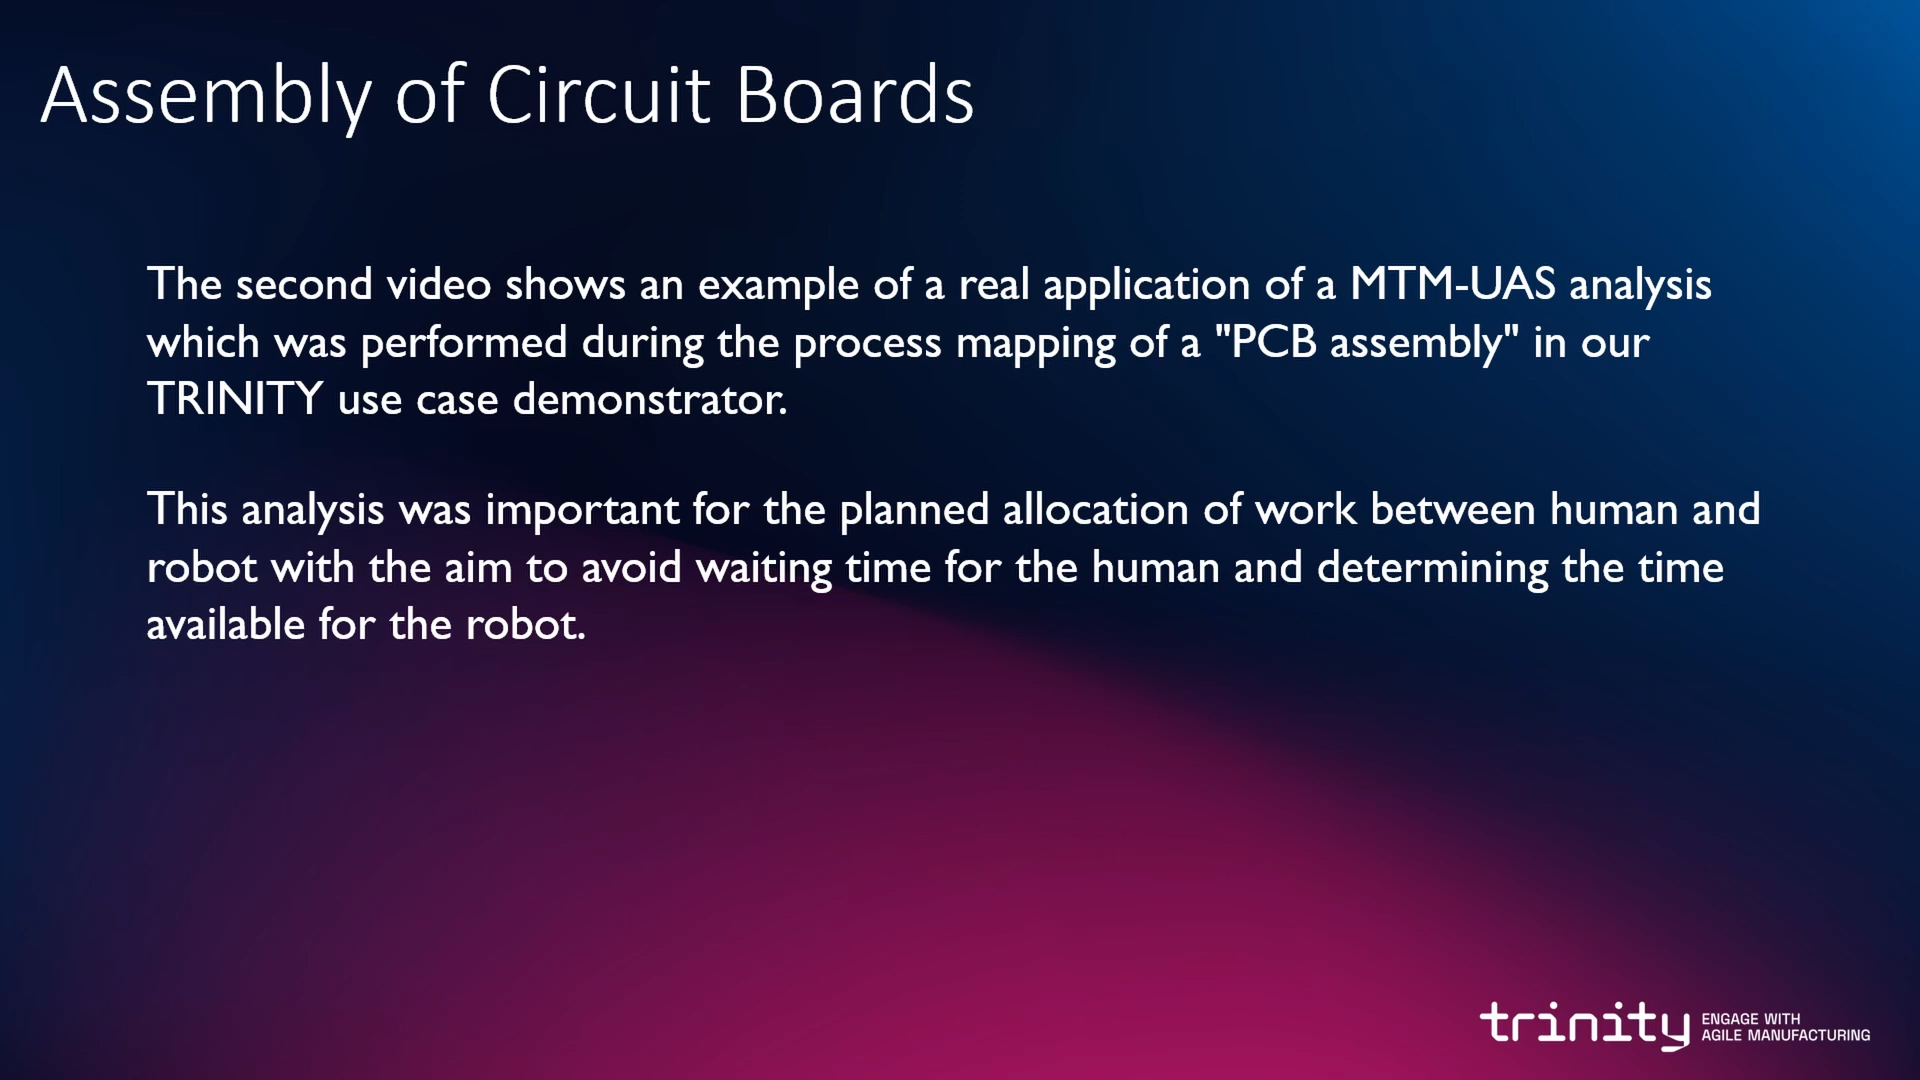 Assembly of Circuit Boards
The second video shows an example of a real application of a MTM-UAS analysis
which was performed during the process mapping of a "PCB assembly" in our
TRINITY use case demonstrator.
This analysis was important for the planned allocation of work between human and
robot with the aim to avoid waiting time for the human and determining the time
available for the robot.
trinity
ENGAGE WITH
AGILE MANUFACTURING